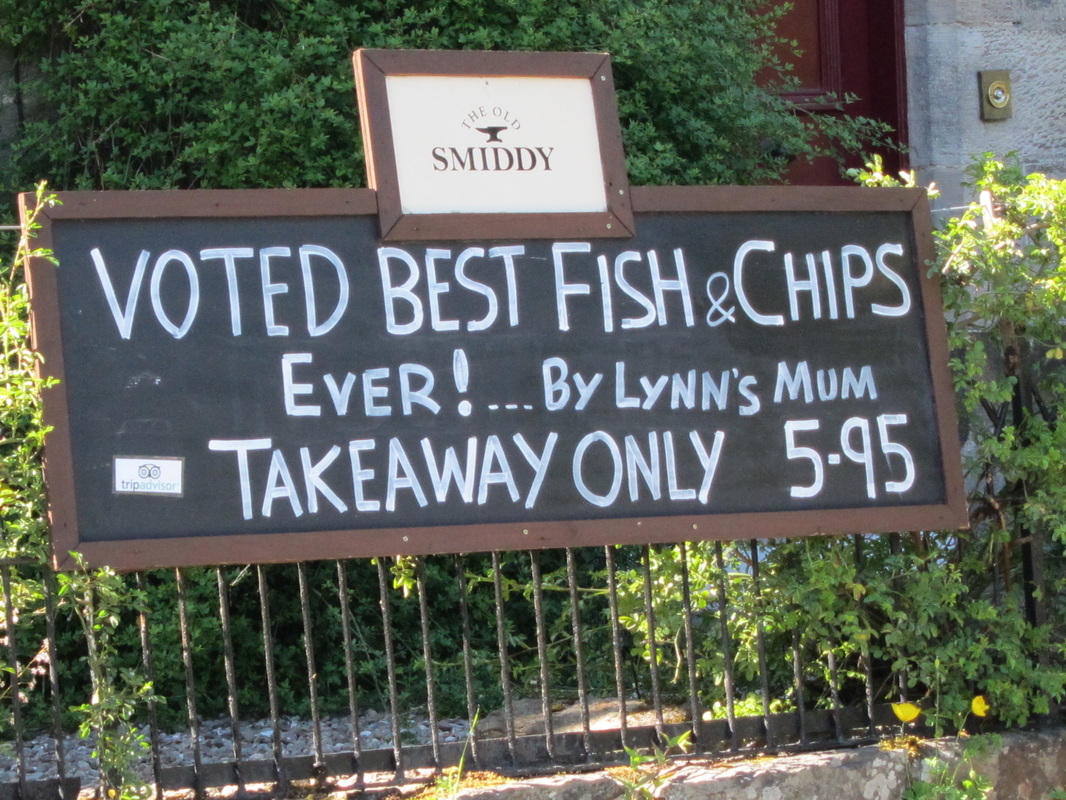 THE OLD
SMIDDY
VOTED BEST FISH & CHIPS
EVER! ... BY LYNN'S MUM
TAKEAWAY ONLY 5-95
tripadvisor